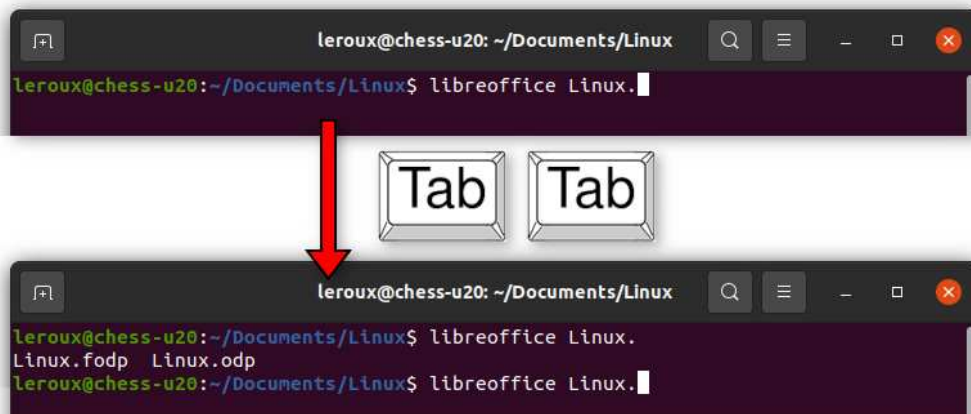 leroux@chess-u20: ~/Documents/Linux
leroux@chess-u20:~/Documents/Linux$ libreoffice Linux.
Tab Tab
leroux@chess-u20: ~/Documents/Linux
leroux@chess-u20:~/Documents/Linux$ libreoffice Linux.
Linux.fodp  Linux.odp
leroux@chess-u20:~/Documents/Linux$ libreoffice Linux.